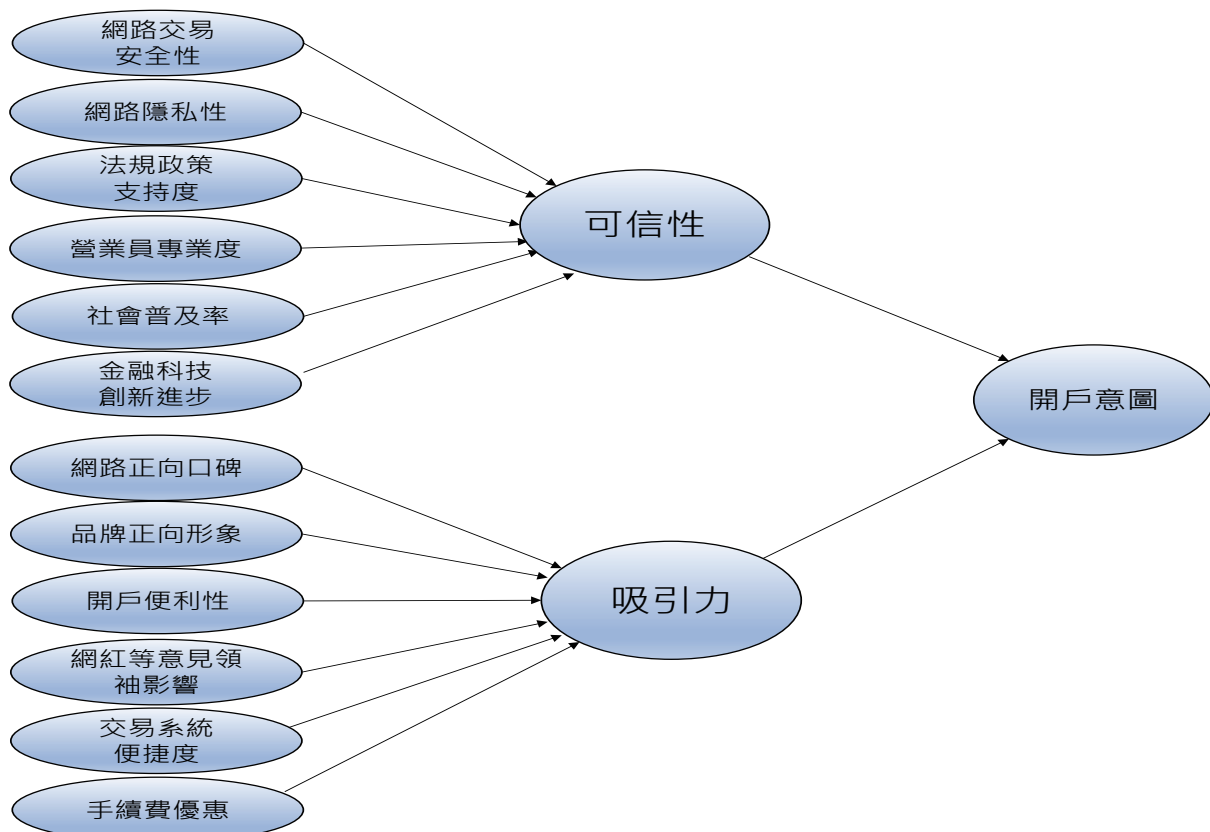 網路交易
安全性
網路隱私性
法規政策
支持度
營業員專業度
社會普及率
金融科技
創新進步
可信性
開戶意圖
網路正向口碑
品牌正向形象
開戶便利性
網紅等意見領
袖影響
交易系統
便捷度
手續費優惠
吸引力